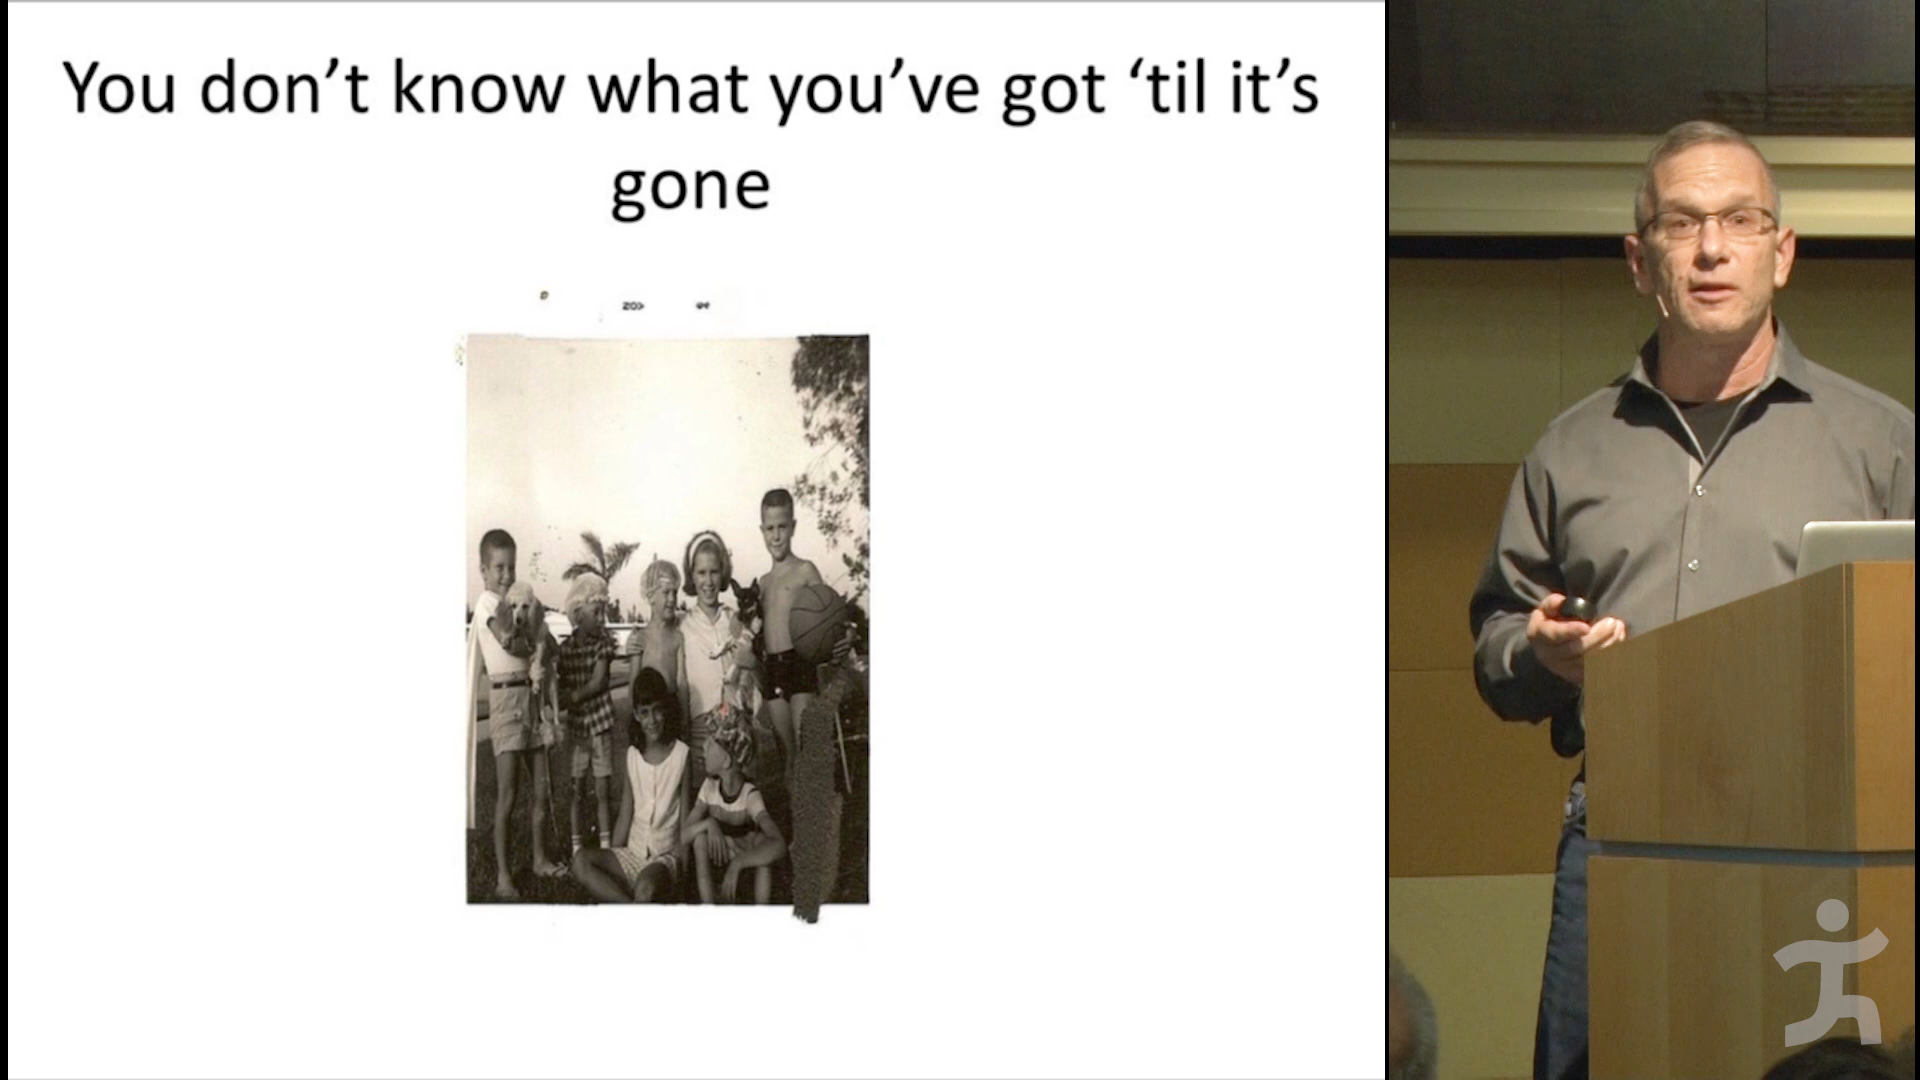 You don’t know what you’ve got ‘til it’s
gone